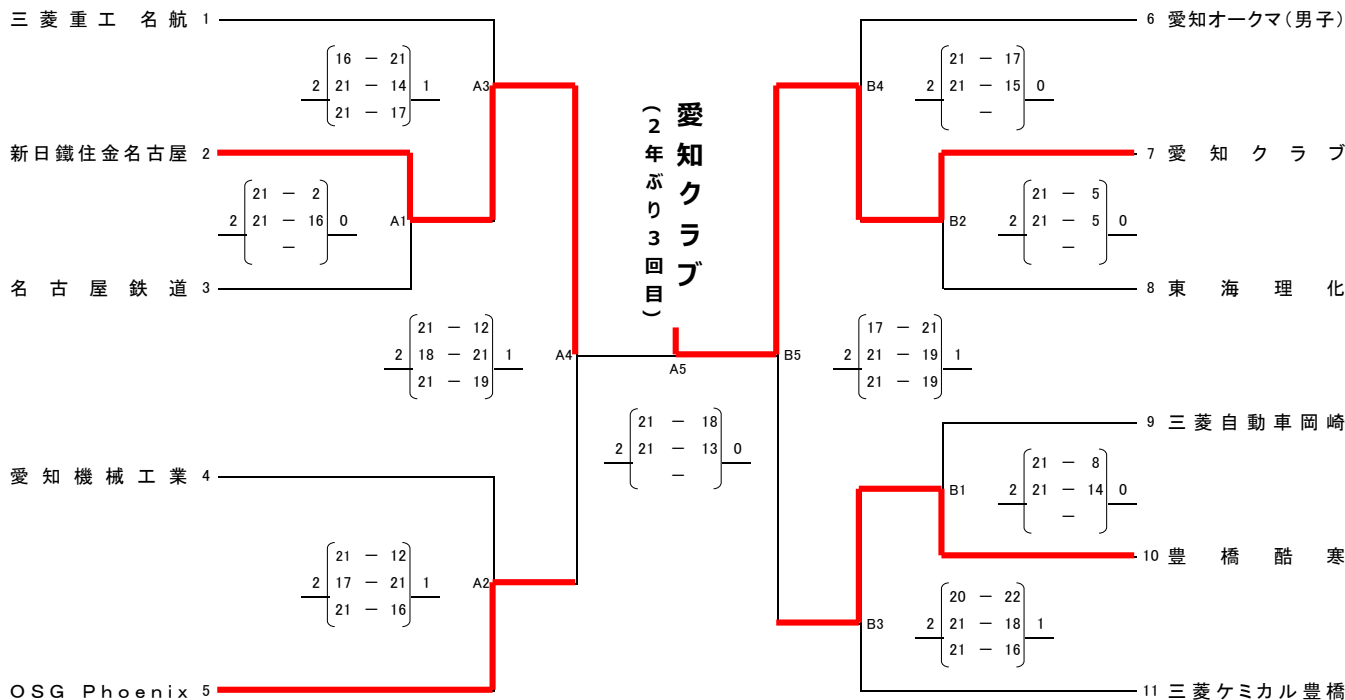 三菱重工 名航 1
16 － 21
2 21 － 14 1
21 － 17
A3
新日鐵住金名古屋 2
21 － 2
2 21 － 16 0
－
A1
名古屋鉄道 3
21 － 12
2 18 － 21 1
21 － 19
A4
愛知機械工業 4
21 － 12
2 17 － 21 1
21 － 16
A2
OSG Phoenix 5
愛知クラブ
(2年ぶり3回目)
A5
21 － 18
2 21 － 13 0
－
6 愛知オークマ(男子)
B4
21 － 17
2 21 － 15 0
－
7 愛知クラブ
B2
21 － 5
2 21 － 5 0
－
8 東海理化
B5
17 － 21
2 21 － 19 1
21 － 19
9 三菱自動車岡崎
B1
21 － 8
2 21 － 14 0
－
10 豊橋酷寒
B3
20 － 22
2 21 － 18 1
21 － 16
11 三菱ケミカル豊橋